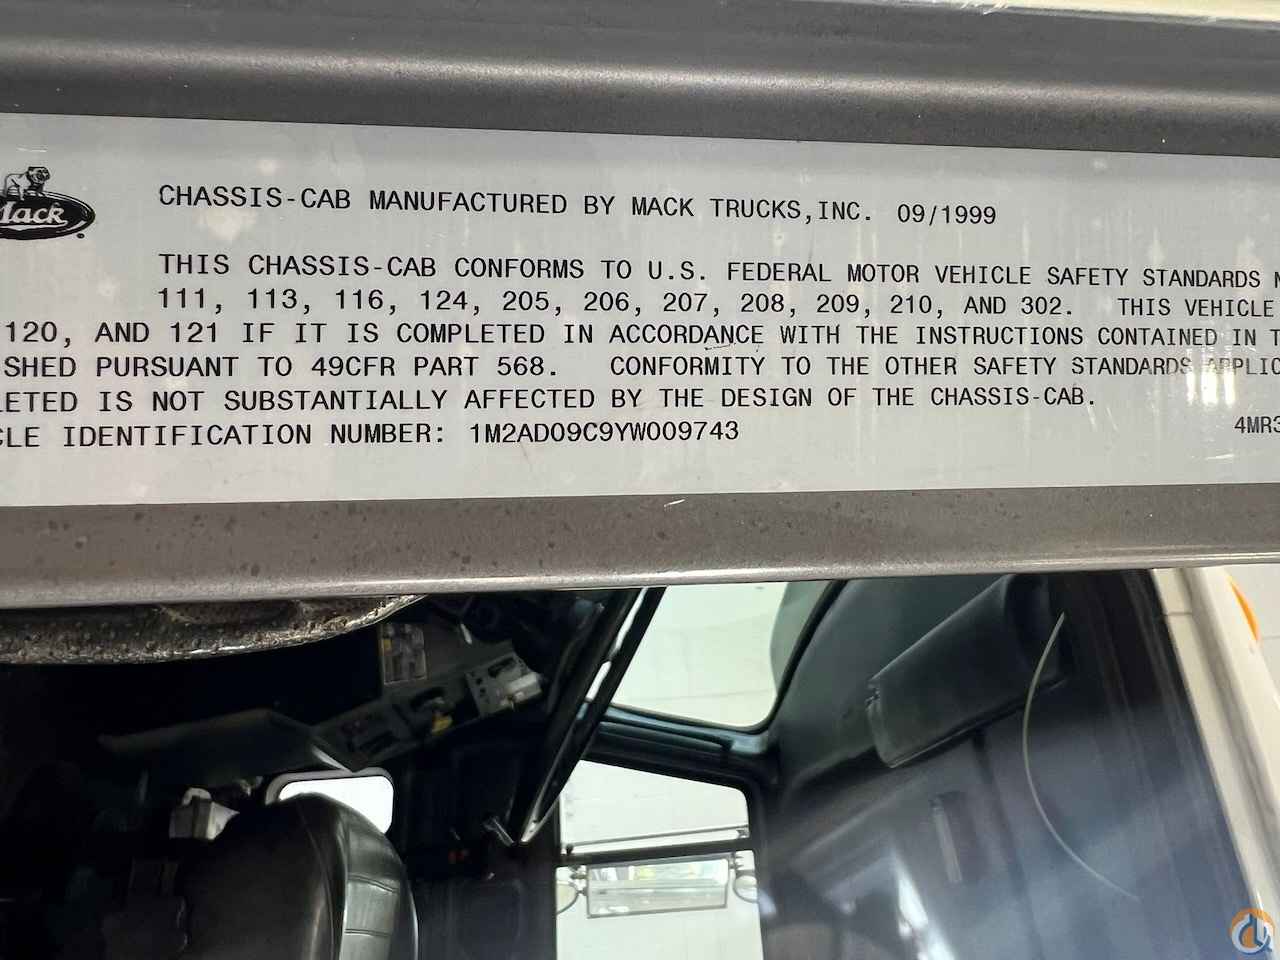 Mack
CHASSIS-CAB MANUFACTURED BY MACK TRUCKS,INC. 09/1999
THIS CHASSIS-CAB CONFORMS TO U.S. FEDERAL MOTOR VEHICLE SAFETY STANDARDS
111, 113, 116, 124, 205, 206, 207, 208, 209, 210, AND 302. THIS VEHICLE
120, AND 121 IF IT IS COMPLETED IN ACCORDANCE WITH THE INSTRUCTIONS CONTAINED IN
SHED PURSUANT TO 49CFR PART 568. CONFORMITY TO THE OTHER SAFETY STANDARDS APPLIC
LETED IS NOT SUBSTANTIALLY AFFECTED BY THE DESIGN OF THE CHASSIS-CAB.
CLE IDENTIFICATION NUMBER: 1M2AD09C9YW009743 4MR3